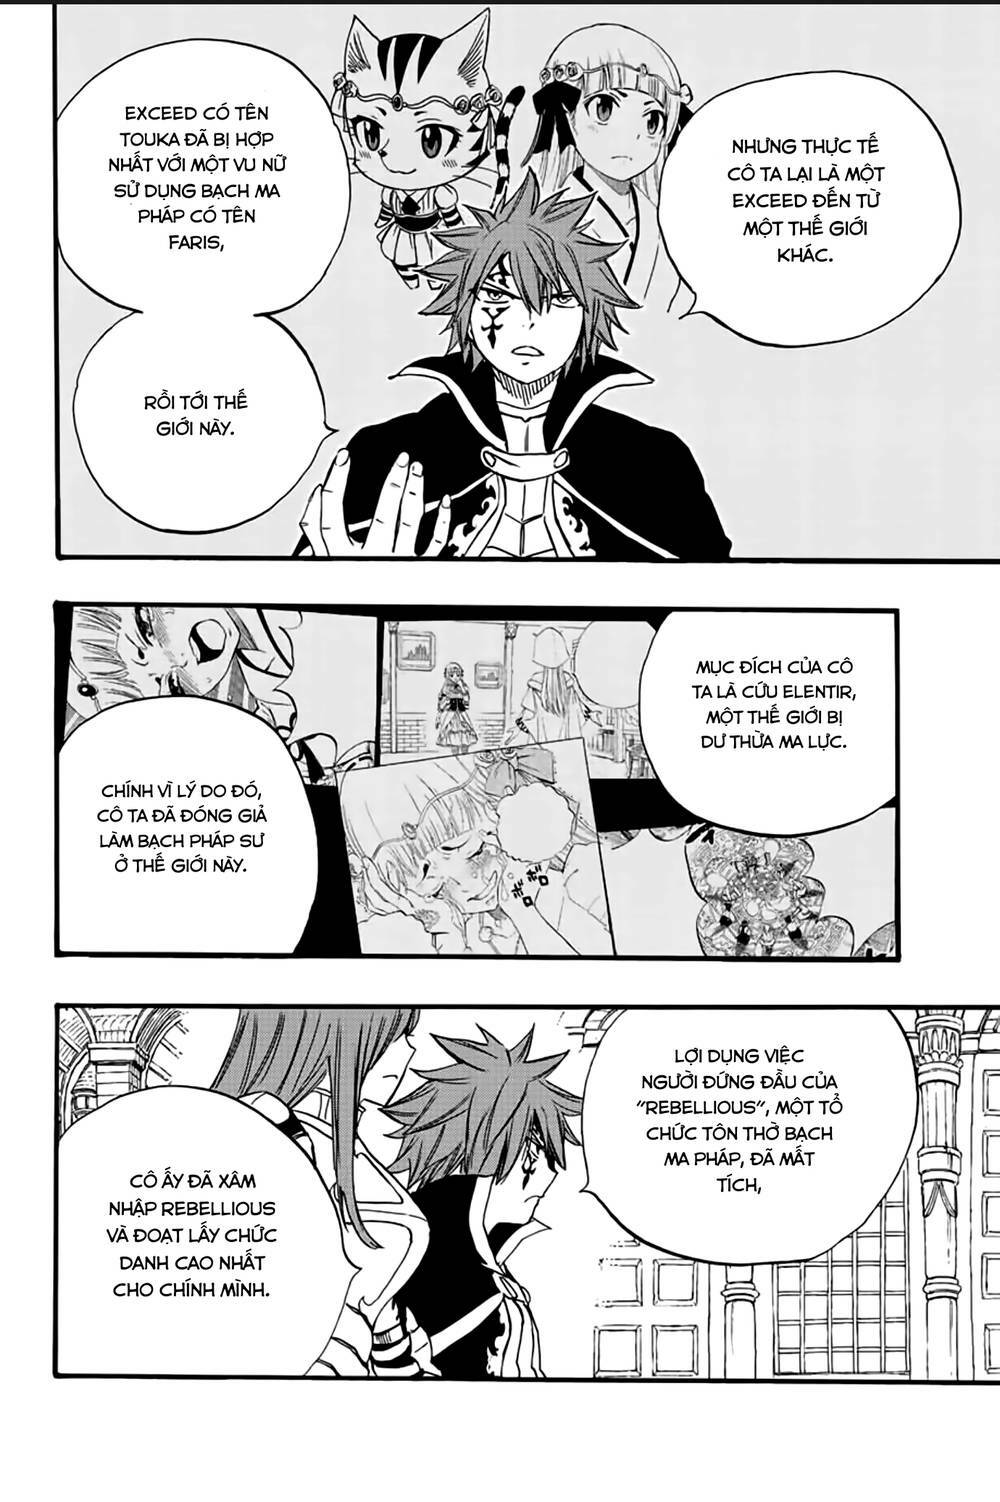 NHƯNG THỰC TẾ
CÔ TA LẠI LÀ MỘT
EXCEED ĐẾN TỪ
MỘT THẾ GIỚI
KHÁC.
EXCEED CÓ TÊN
TOUKA ĐÃ BỊ HỢP
NHẤT VỚI MỘT VU NỮ
SỬ DỤNG BẠCH MA
PHÁP CÓ TÊN
FARIS,
RỒI TỚI THẾ
GIỚI NÀY.
MỤC ĐÍCH CỦA CÔ
TA LÀ CỨU ELENTIR,
MỘT THẾ GIỚI BỊ
DƯ THỪA MA LỰC.
CHÍNH VÌ LÝ DO ĐÓ,
CÔ TA ĐÃ ĐÓNG GIẢ
LÀM BẠCH PHÁP SƯ
Ở THẾ GIỚI NÀY.
ボロ
ボロ
LỢI DỤNG VIỆC
NGƯỜI ĐỨNG ĐẦU CỦA
“REBELLIOUS”, MỘT TỔ
CHỨC TÔN THỜ BẠCH
MA PHÁP, ĐÃ MẤT
TÍCH,
CÔ ẤY ĐÃ XÂM
NHẬP REBELLIOUS
VÀ ĐOẠT LẤY CHỨC
DANH CAO NHẤT
CHO CHÍNH MÌNH.